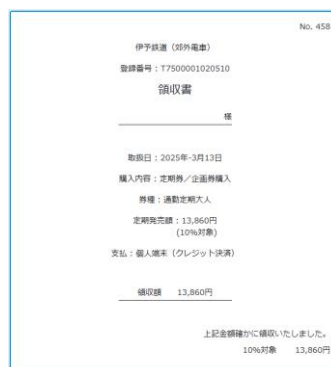 No. 458
伊予鉄道（郊外電車）
登録番号：T7500001020510
領収書
様
取扱日：2025年-3月13日
購入内容：定期券／企画券購入
券種：通勤定期大人
定期発売額：13,860円
(10%対象)
支払：個人端末（クレジット決済）
領収額 13,860円
上記金額確かに領収いたしました。
10%対象 13,860円